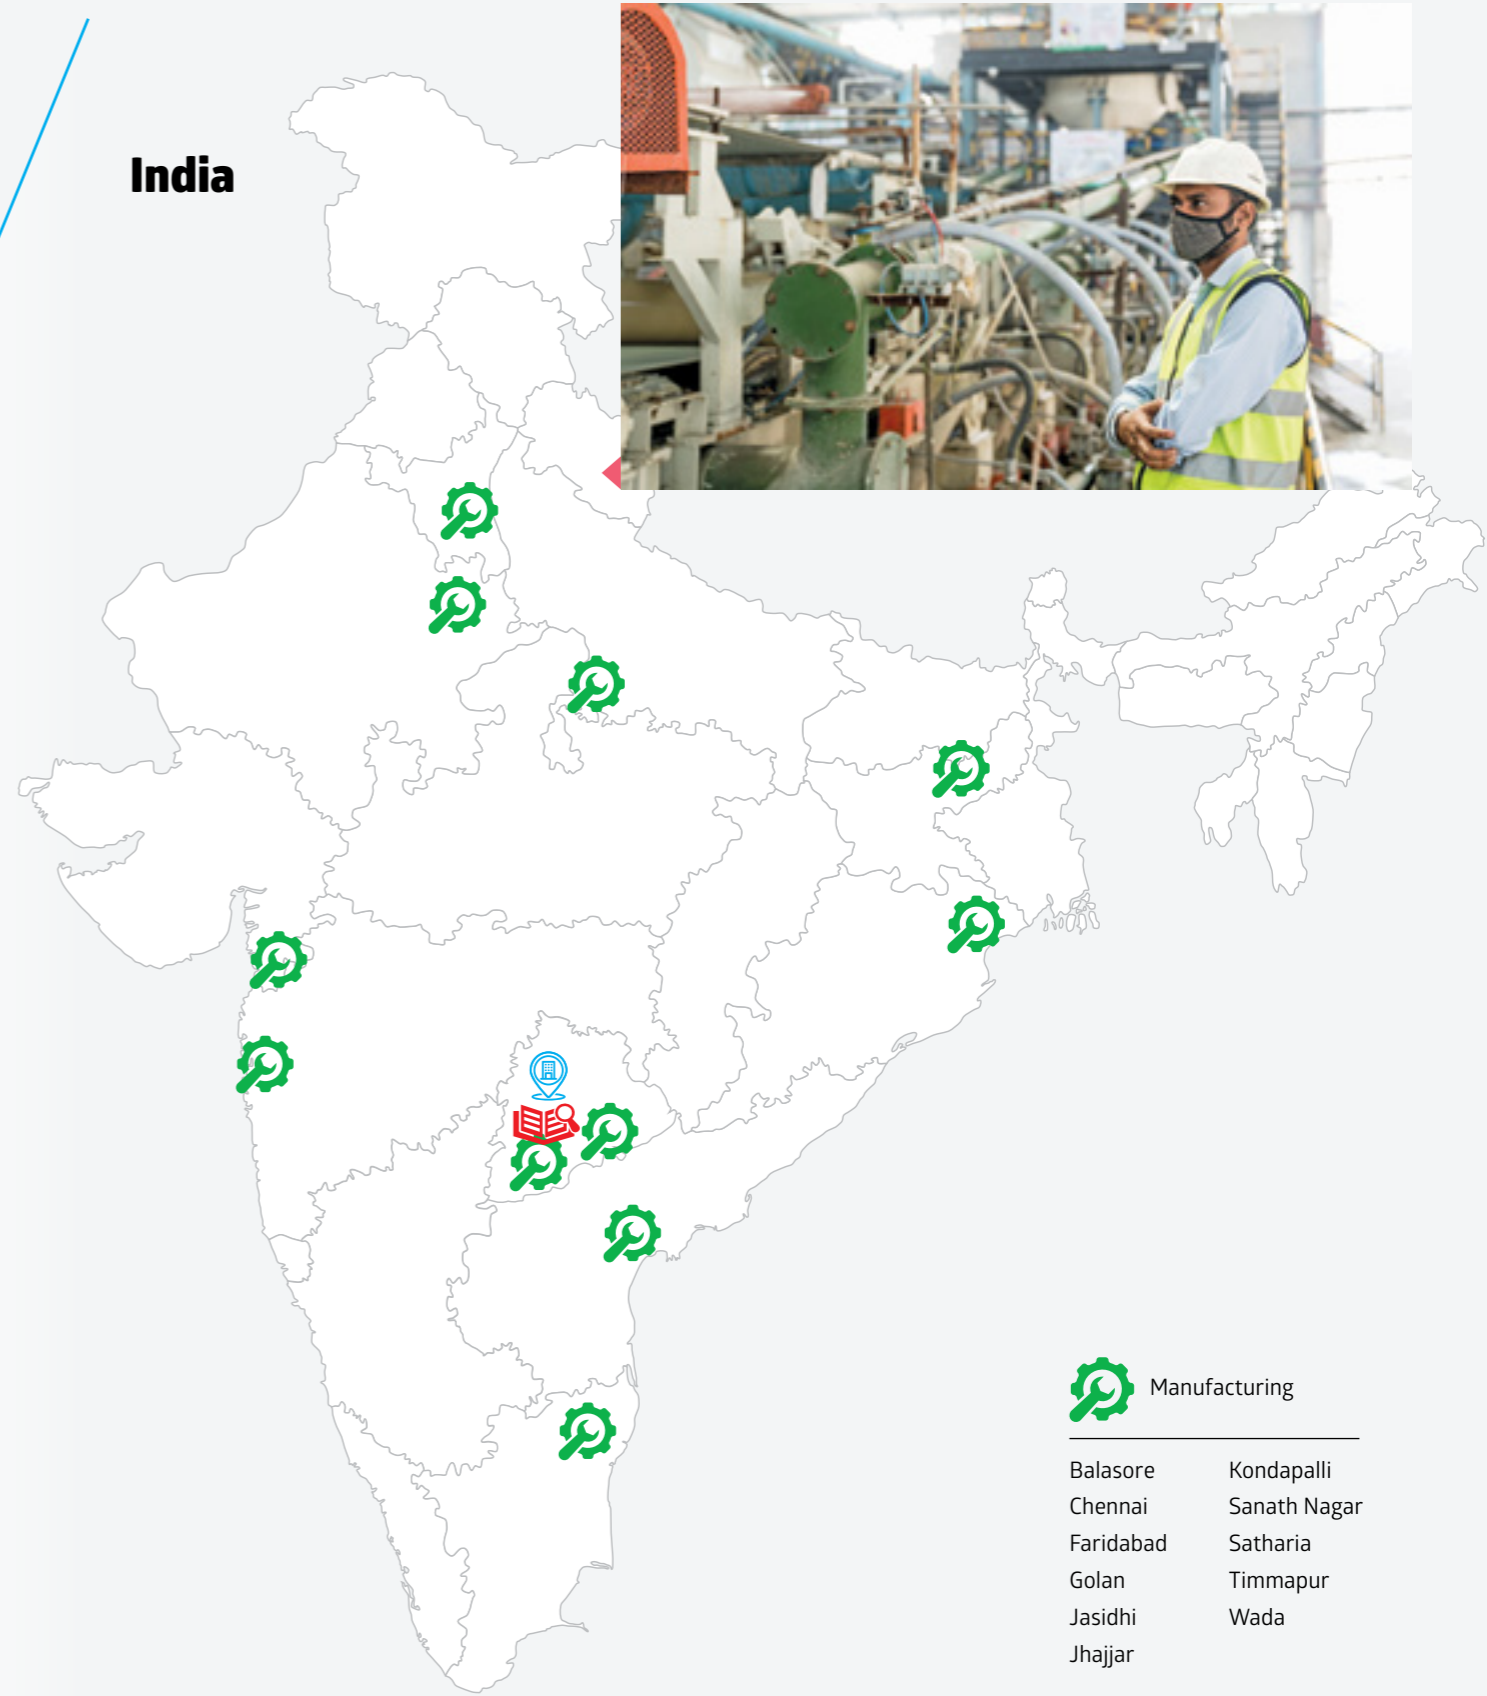 India
Manufacturing
Balasore
Chennai
Faridabad
Golan
Jasidhi
Jhajjar
Kondapalli
Sanath Nagar
Satharia
Timmapur
Wada